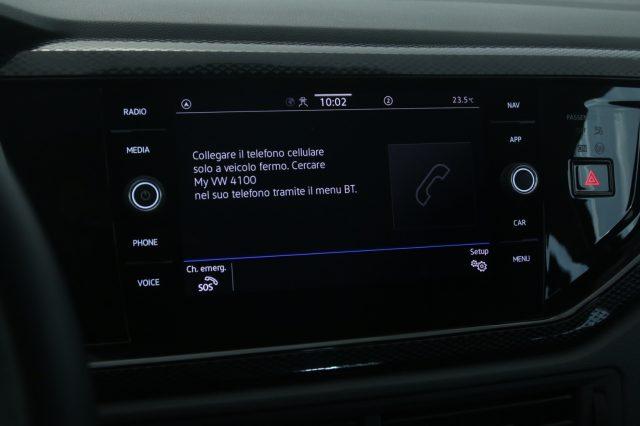 RADIO
MEDIA
PHONE
VOICE
10:02
2
23.5°C
Collegare il telefono cellulare
solo a veicolo fermo. Cercare
My VW 4100
nel suo telefono tramite il menu BT.
Ch. emerg.
SOS
Setup
NAV
APP
CAR
MENU